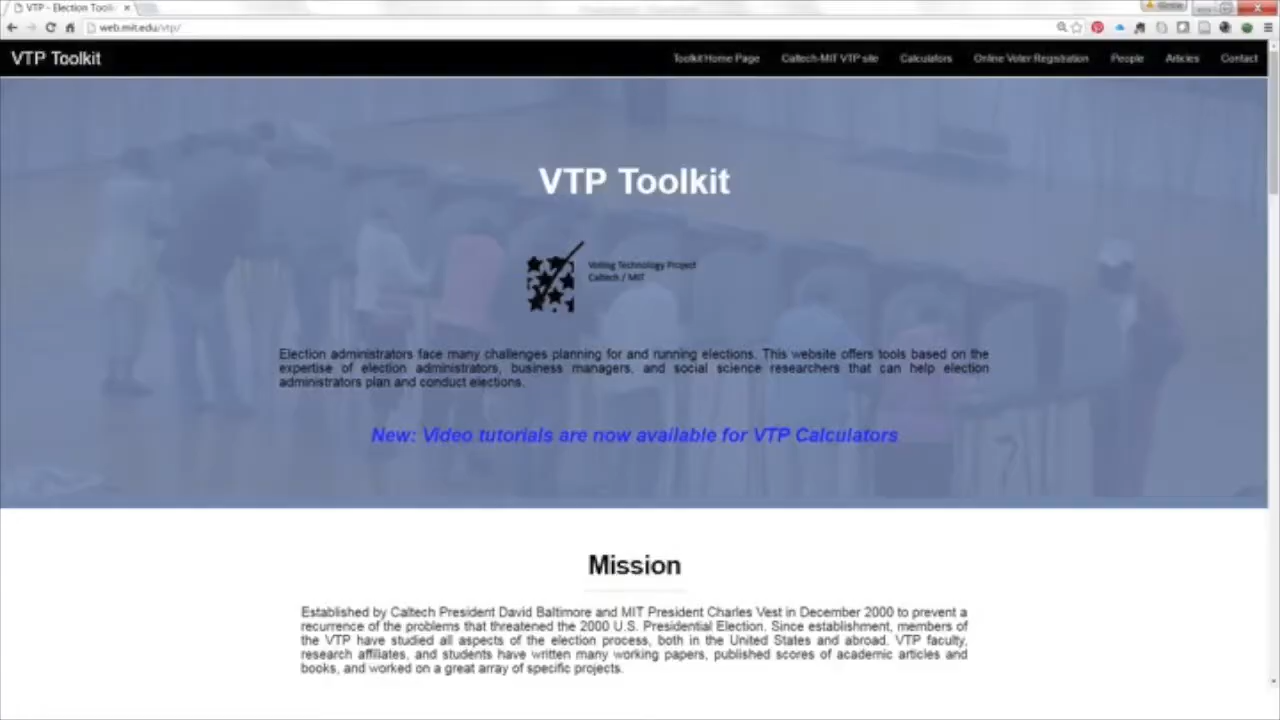 VTP - Election Toolk
web.mit.edu/vtp/
VTP Toolkit
Toolkit Home Page
Caltech-MIT VTP site
Calculators
Online Voter Registration
People
Articles
Contact
VTP Toolkit
Voting Technology Project
Caltech / MIT
Election administrators face many challenges planning for and running elections. This website offers tools based on the
expertise of election administrators, business managers, and social science researchers that can help election
administrators plan and conduct elections.
New: Video tutorials are now available for VTP Calculators
Mission
Established by Caltech President David Baltimore and MIT President Charles Vest in December 2000 to prevent a
recurrence of the problems that threatened the 2000 U.S. Presidential Election. Since establishment, members of
the VTP have studied all aspects of the election process, both in the United States and abroad. VTP faculty,
research affiliates, and students have written many working papers, published scores of academic articles and
books, and worked on a great array of specific projects.